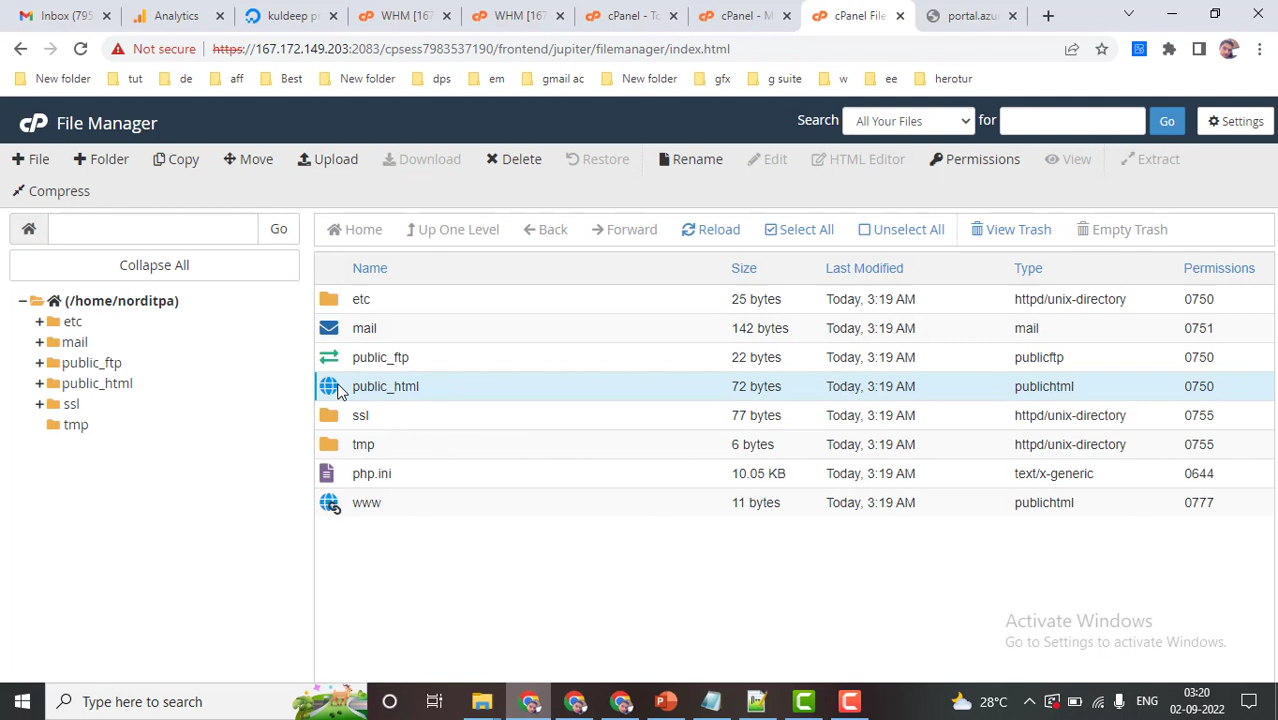 Inbox (795
Analytics
kuldeep pr
WHM [167
WHM [167
cPanel - To
cPanel - M
cPanel File
portal.azur
Not secure
https://167.172.149.203:2083/cpsess7963537190/frontend/jupiter/filemanager/index.html
New folder
tut
de
aff
Best
New folder
dps
em
gmail ac
New folder
gfx
g suite
w
ee
herotur
cP File Manager
Search
All Your Files
for
Go
Settings
File
Folder
Copy
Move
Upload
Download
Delete
Restore
Rename
Edit
HTML Editor
Permissions
View
Extract
Compress
Go
Home
Up One Level
Back
Forward
Reload
Select All
Unselect All
View Trash
Empty Trash
Collapse All
(/home/norditpa)
etc
mail
public_ftp
public_html
ssl
tmp
Name Size Last Modified Type Permissions
etc 25 bytes Today, 3:19 AM httpd/unix-directory 0750
mail 142 bytes Today, 3:19 AM mail 0751
public_ftp 22 bytes Today, 3:19 AM publicftp 0750
public_html 72 bytes Today, 3:19 AM publichtml 0750
ssl 77 bytes Today, 3:19 AM httpd/unix-directory 0755
tmp 6 bytes Today, 3:19 AM httpd/unix-directory 0755
php.ini 10.05 KB Today, 3:19 AM text/x-generic 0644
www 11 bytes Today, 3:19 AM publichtml 0777
Activate Windows
Go to Settings to activate Windows.
Type here to search
28°C
ENG
03:20
02-09-2022